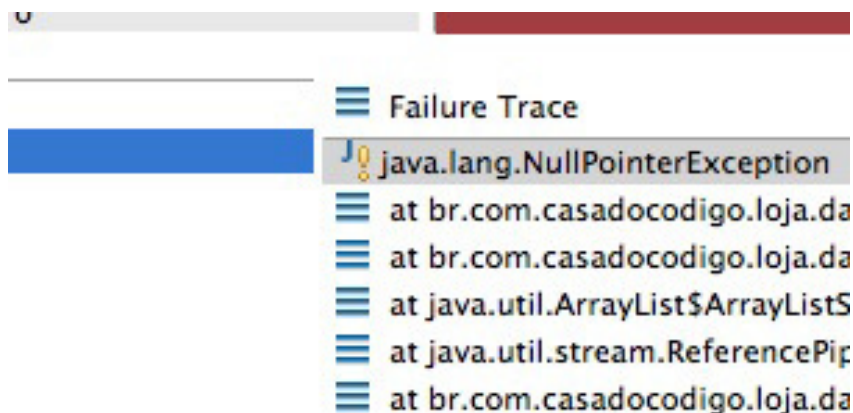 Failure Trace
java.lang.NullPointerException
at br.com.casadocodigo.loja.da
at br.com.casadocodigo.loja.da
at java.util.ArrayList$ArrayListS
at java.util.stream.ReferencePip
at br.com.casadocodigo.loja.da